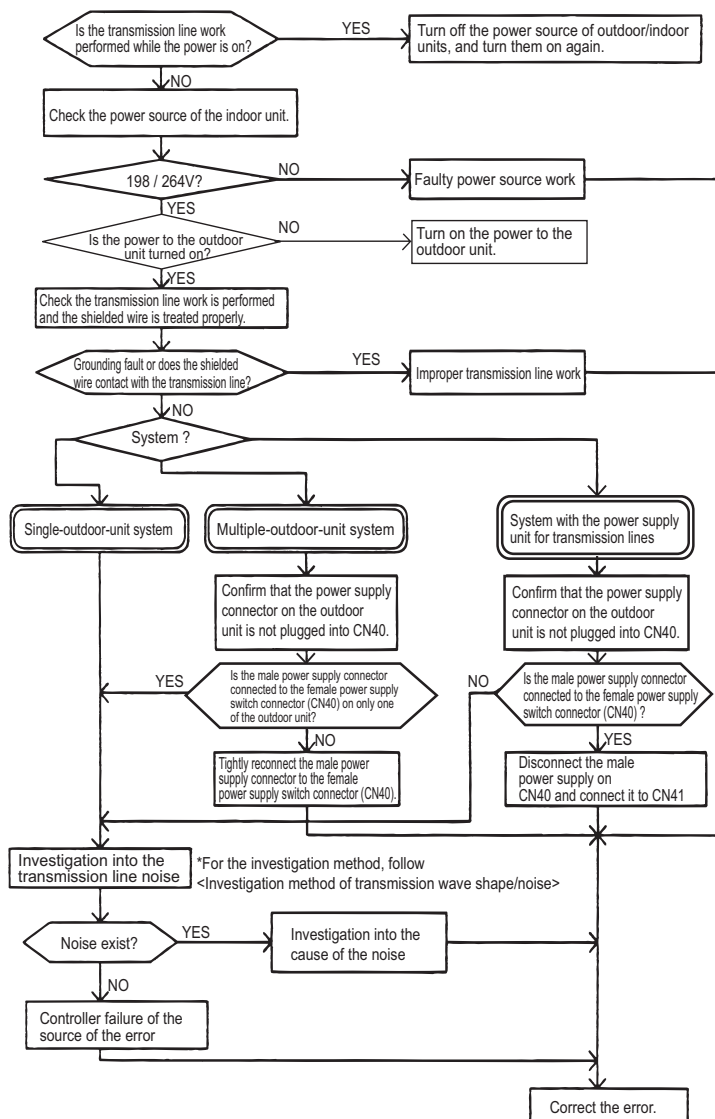 Is the transmission line work
performed while the power is on?
YES
Turn off the power source of outdoor/indoor
units, and turn them on again.
NO
Check the power source of the indoor unit.
198 / 264V?
NO
Faulty power source work
YES
Is the power to the outdoor
unit turned on?
NO
Turn on the power to the
outdoor unit.
YES
Check the transmission line work is performed
and the shielded wire is treated properly.
Grounding fault or does the shielded
wire contact with the transmission line?
YES
Improper transmission line work
NO
System ?
Single-outdoor-unit system
Multiple-outdoor-unit system
System with the power supply
unit for transmission lines
Confirm that the power supply
connector on the outdoor
unit is not plugged into CN40.
Confirm that the power supply
connector on the outdoor
unit is not plugged into CN40.
YES
Is the male power supply connector
connected to the female power supply
switch connector (CN40) on only one
of the outdoor unit?
NO
Is the male power supply connector
connected to the female power supply
switch connector (CN40) ?
NO
YES
Tightly reconnect the male power
supply connector to the female
power supply switch connector (CN40).
Disconnect the male
power supply on
CN40 and connect it to CN41
Investigation into the
transmission line noise
*For the investigation method, follow
<Investigation method of transmission wave shape/noise>
Noise exist?
YES
Investigation into the
cause of the noise
NO
Controller failure of the
source of the error
Correct the error.